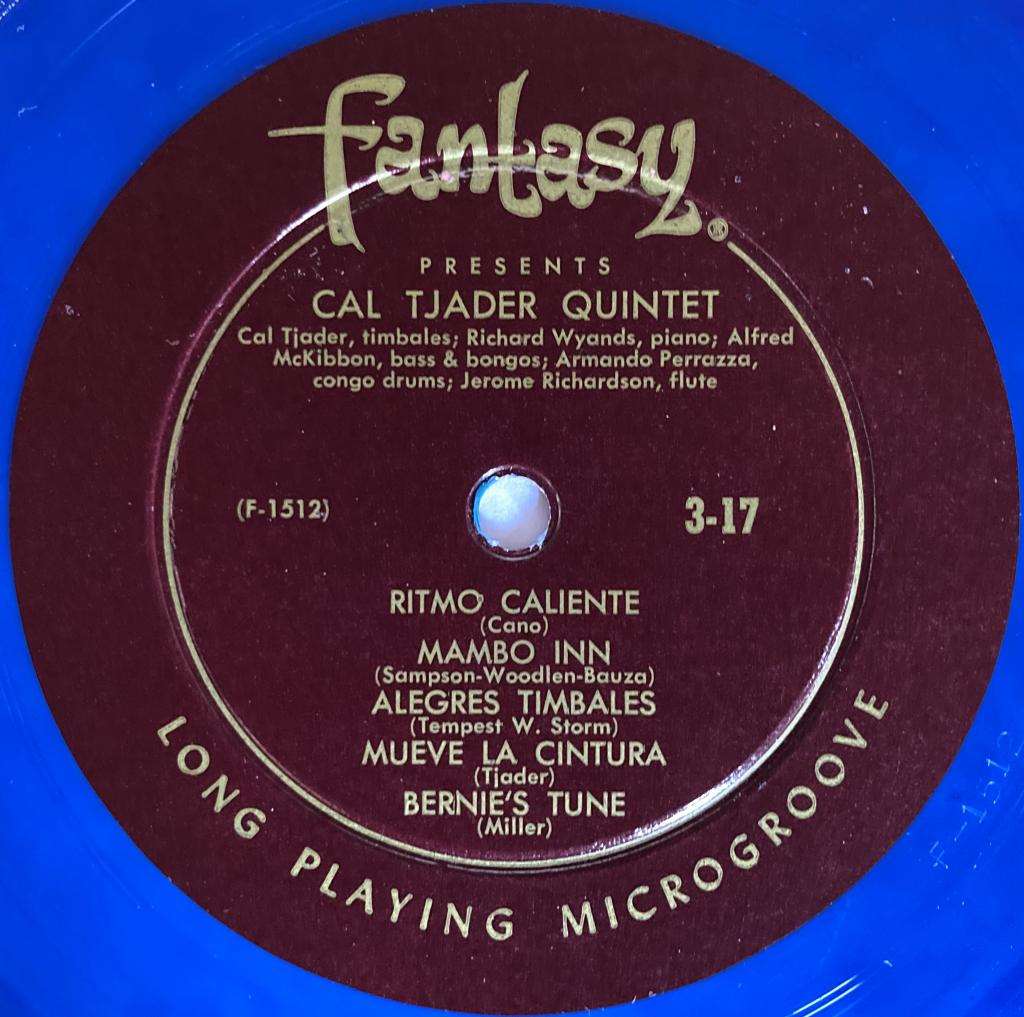 Fantasy®
PRESENTS
CAL TJADER QUINTET
Cal Tjader, timbales; Richard Wyands, piano; Alfred
McKibbon, bass & bongos; Armando Perrazza,
congo drums; Jerome Richardson, flute
(F-1512)
3-17
RITMO CALIENTE
(Cano)
MAMBO INN
(Sampson-Woodlen-Bauza)
ALEGRES TIMBALES
(Tempest W. Storm)
MUEVE LA CINTURA
(Tjader)
BERNIE'S TUNE
(Miller)
LONG PLAYING MICROGROOVE